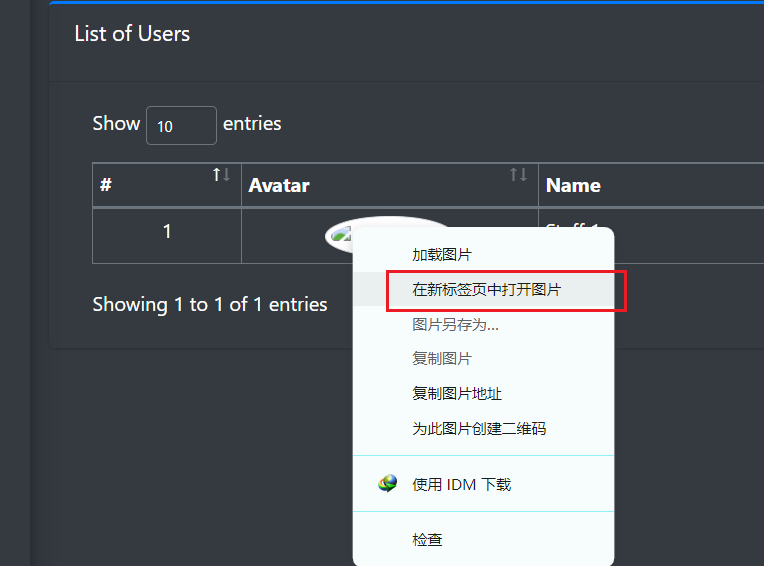 List of Users
Show 10 entries
# Avatar Name
1
加载图片
在新标签页中打开图片
Showing 1 to 1 of 1 entries
图片另存为...
复制图片
复制图片地址
为此图片创建二维码
使用 IDM 下载
检查